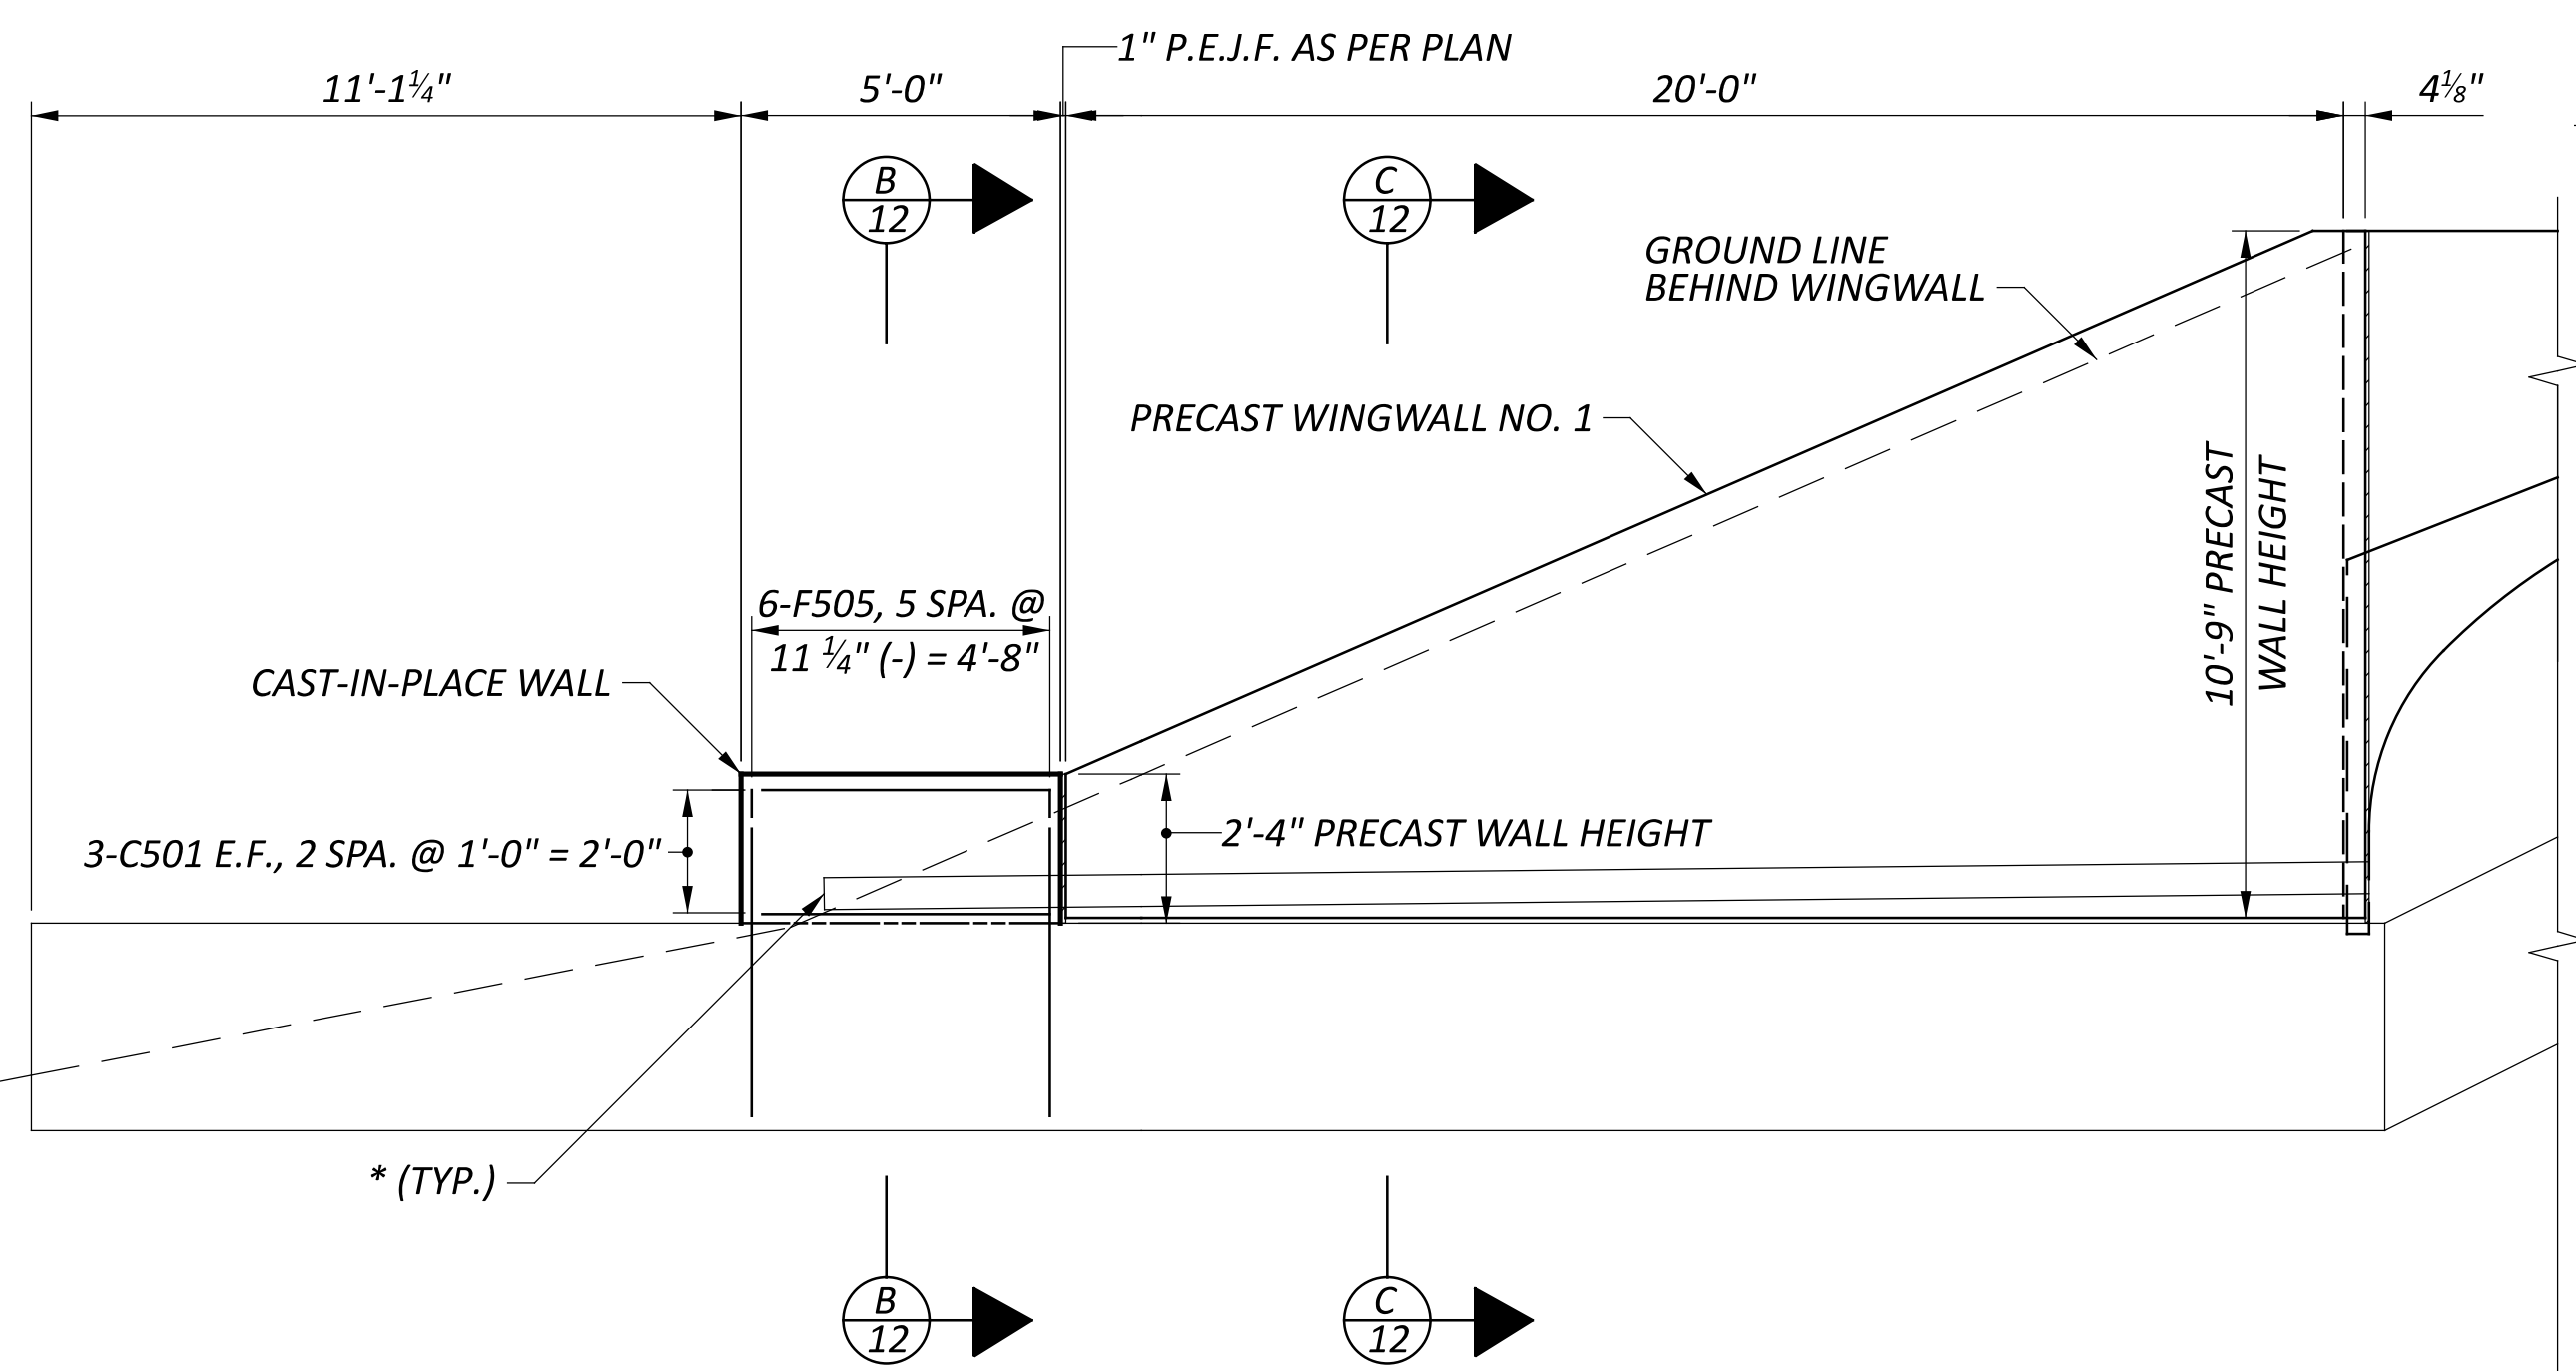 1" P.E.J.F. AS PER PLAN
11'-1¼"
5'-0"
20'-0"
4⅛"
B
12
C
12
GROUND LINE
BEHIND WINGWALL
PRECAST WINGWALL NO. 1
10'-9" PRECAST
WALL HEIGHT
6-F505, 5 SPA. @
11 ¼" (-) = 4'-8"
CAST-IN-PLACE WALL
2'-4" PRECAST WALL HEIGHT
3-C501 E.F., 2 SPA. @ 1'-0" = 2'-0"
* (TYP.)
B
12
C
12